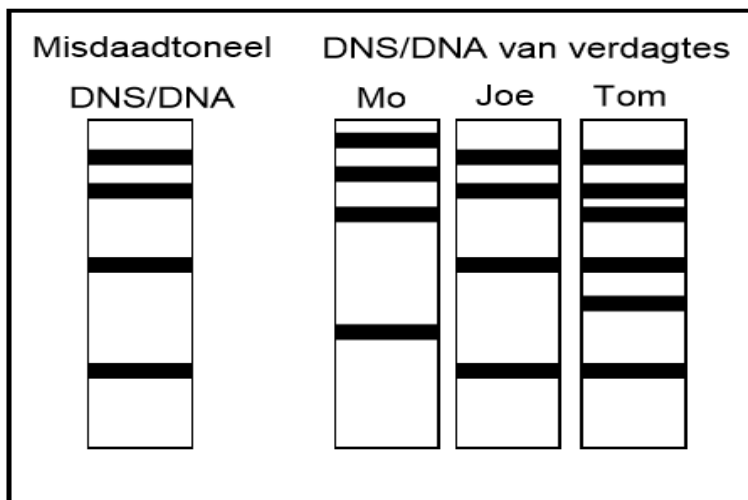 Misdaadtoneel
DNS/DNA
DNS/DNA van verdagtes
Mo Joe Tom